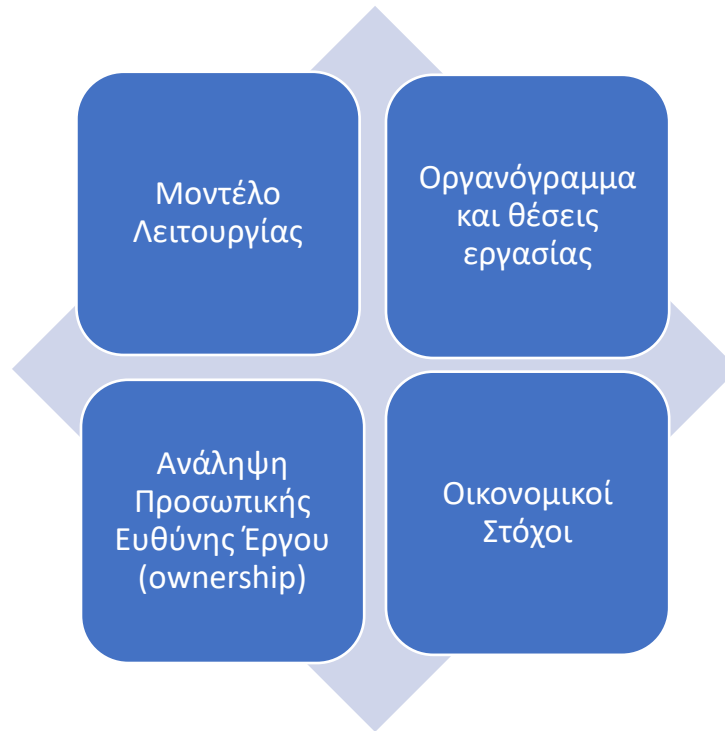 Μοντέλο
Λειτουργίας
Οργανόγραμμα
και θέσεις
εργασίας
Ανάληψη
Προσωπικής
Ευθύνης Έργου
(ownership)
Οικονομικοί
Στόχοι